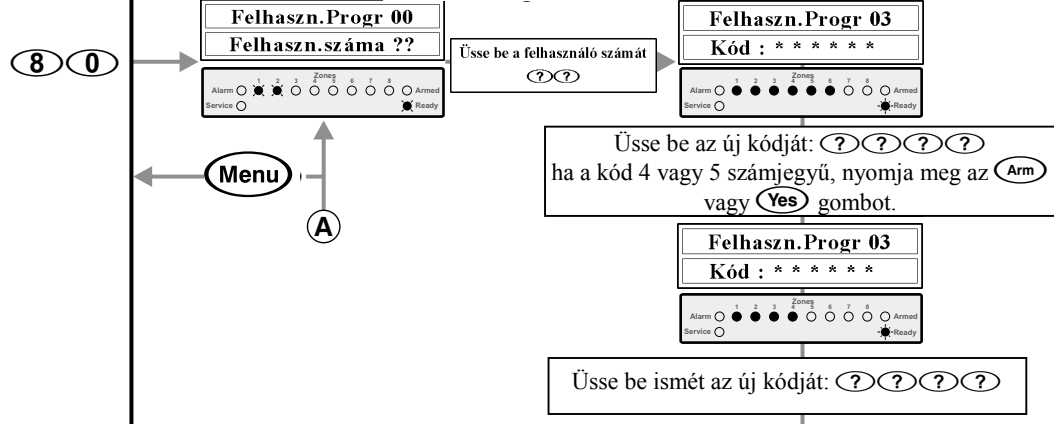 8 0
Felhaszn.Progr 00
Felhaszn.száma ??
Zones
1 2 3 4 5 6 7 8
Alarm Armed
Service Ready
Üsse be a felhasználó számát
? ?
Felhaszn.Progr 03
Kód : * * * * * *
Zones
1 2 3 4 5 6 7 8
Alarm Armed
Service Ready
Menu
A
Üsse be az új kódját: ? ? ? ?
ha a kód 4 vagy 5 számjegyű, nyomja meg az Arm
vagy Yes gombot.
Felhaszn.Progr 03
Kód : * * * * * *
Zones
1 2 3 4 5 6 7 8
Alarm Armed
Service Ready
Üsse be ismét az új kódját: ? ? ? ?